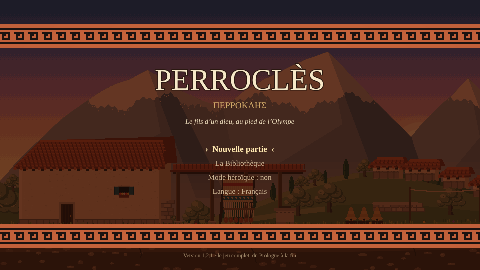 PERROCLÈS
ΠΕΡΡΟΚΛΗΣ
Le fils d'un dieu, au pied de l'Olympe
› Nouvelle partie ‹
La Bibliothèque
Mode héroïque : non
Langue : Français